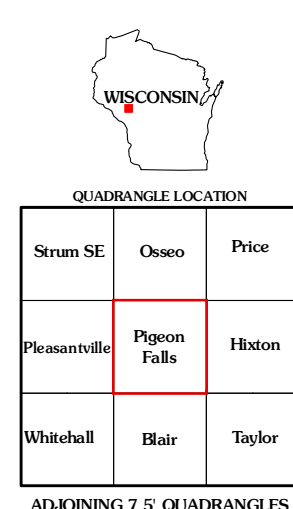 WISCONSIN
QUADRANGLE LOCATION
Strum SE Osseo Price
Pleasantville Pigeon Falls Hixton
Whitehall Blair Taylor
ADJOINING 7.5' QUADRANGLES